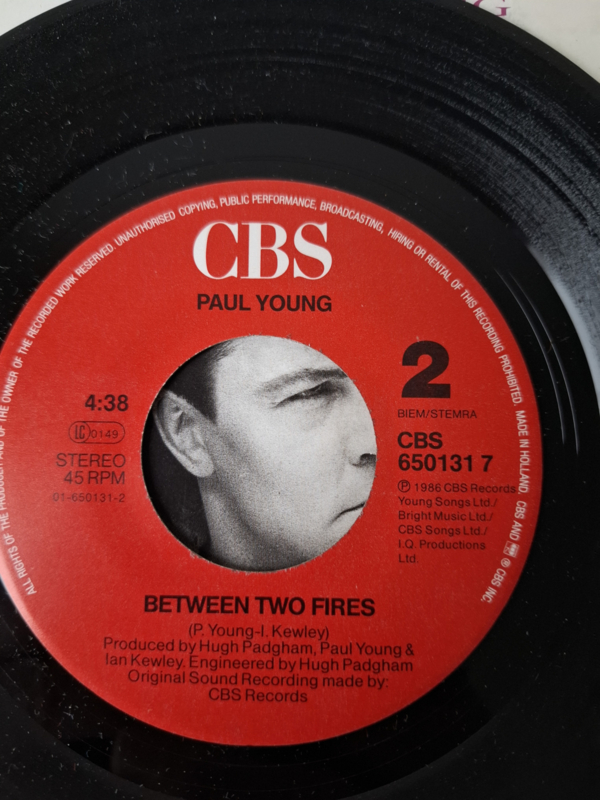 G
ALL RIGHTS OF THE PRODUCER AND OF THE OWNER OF THE RECORDED WORK RESERVED. UNAUTHORISED COPYING, PUBLIC PERFORMANCE, BROADCASTING, HIRING OR RENTAL OF THIS RECORDING PROHIBITED. MADE IN HOLLAND. CBS AND ® CBS INC.
CBS
PAUL YOUNG
2
BIEM/STEMRA
4:38
LC 0149
STEREO
45 RPM
01-650131-2
CBS
650131 7
℗ 1986 CBS Records
Young Songs Ltd./
Bright Music Ltd./
CBS Songs Ltd./
I.Q. Productions
Ltd.
BETWEEN TWO FIRES
(P. Young-I. Kewley)
Produced by Hugh Padgham, Paul Young &
Ian Kewley. Engineered by Hugh Padgham
Original Sound Recording made by:
CBS Records